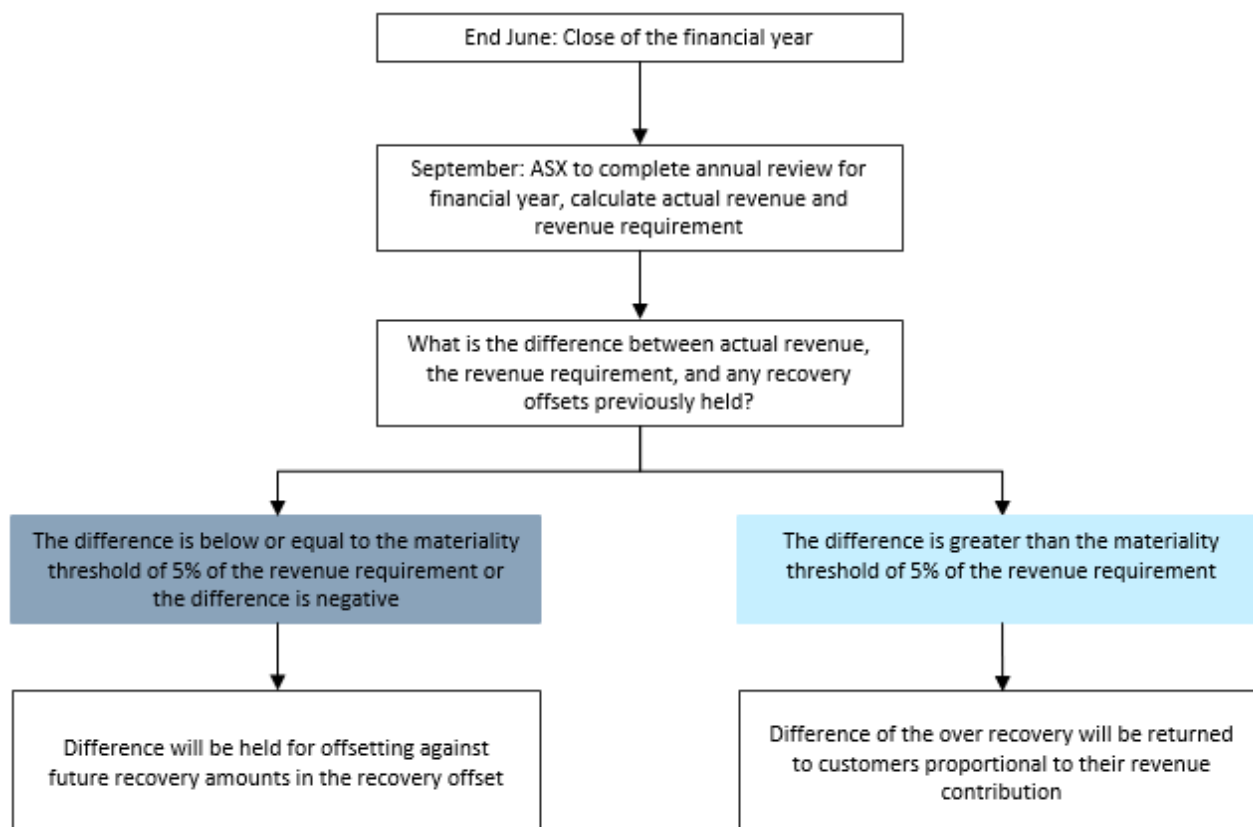 End June: Close of the financial year
September: ASX to complete annual review for
financial year, calculate actual revenue and
revenue requirement
What is the difference between actual revenue,
the revenue requirement, and any recovery
offsets previously held?
The difference is below or equal to the materiality
threshold of 5% of the revenue requirement or
the difference is negative
The difference is greater than the materiality
threshold of 5% of the revenue requirement
Difference will be held for offsetting against
future recovery amounts in the recovery offset
Difference of the over recovery will be returned
to customers proportional to their revenue
contribution